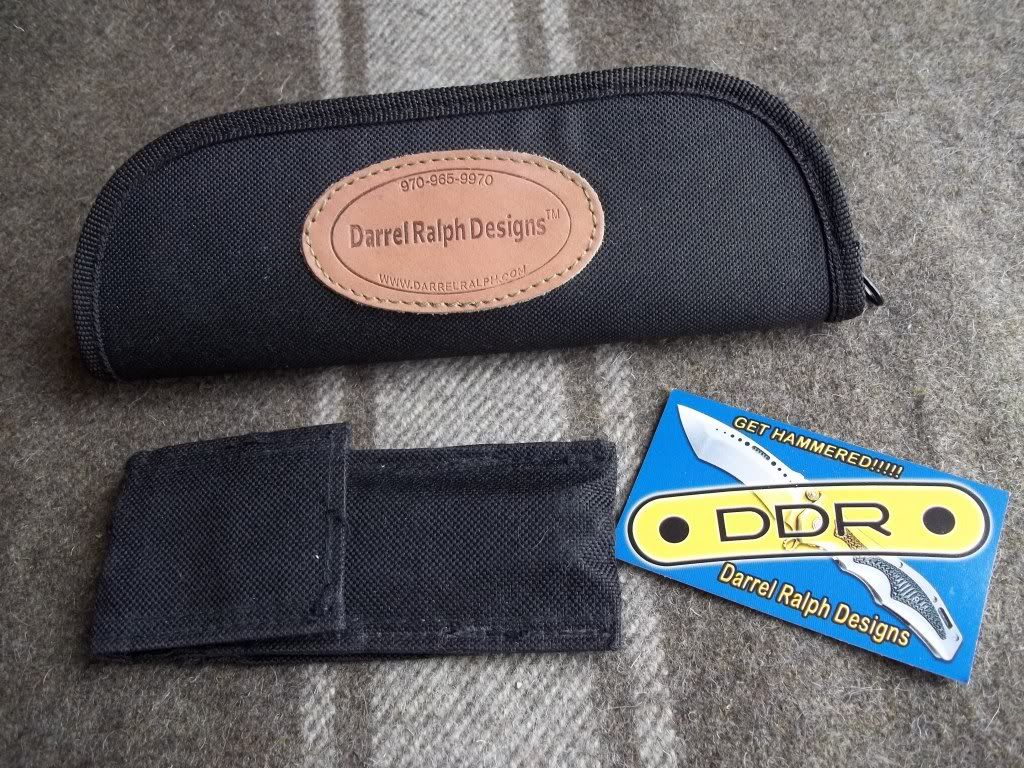 970-965-9970
Darrel Ralph Designs™
WWW.DARRELRALPH.COM
GET HAMMERED!!!!!
DDR
Darrel Ralph Designs